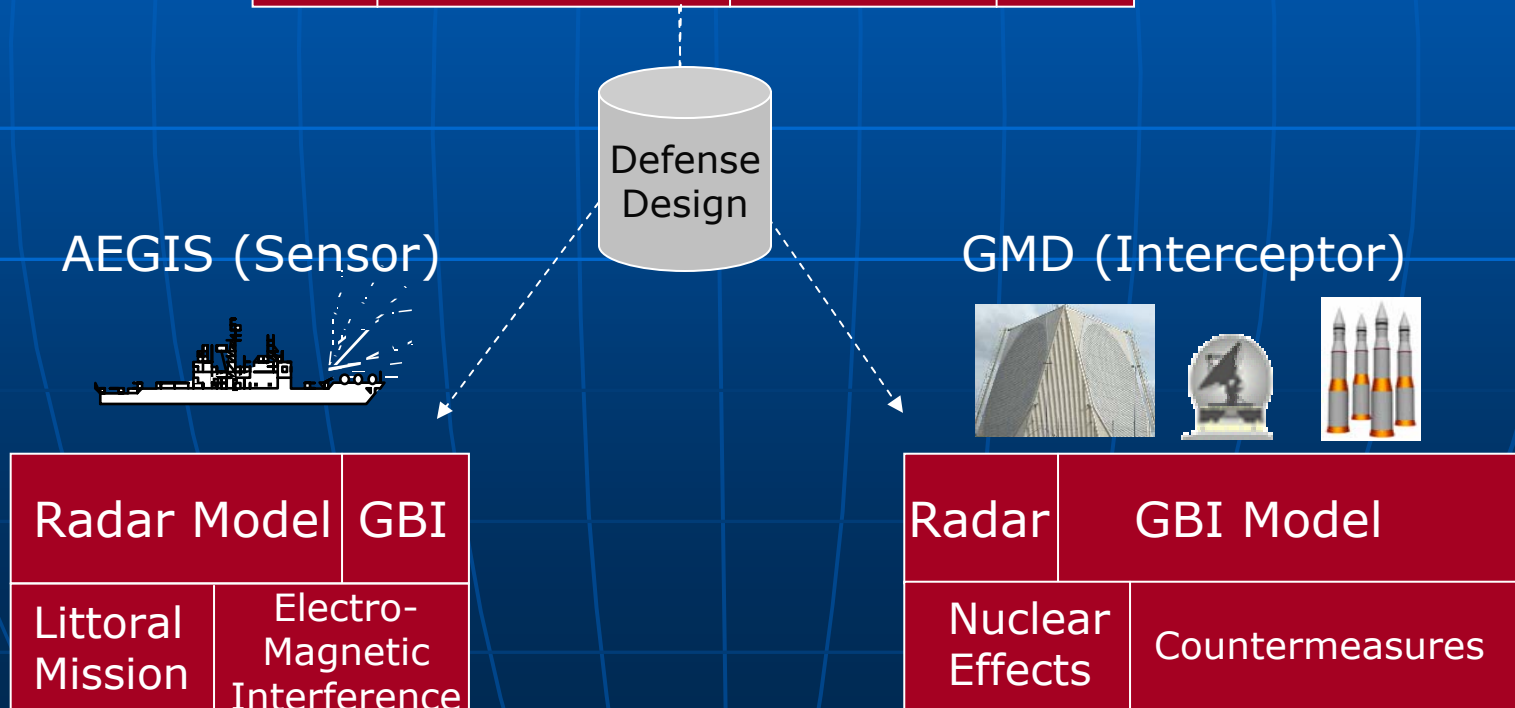 Defense
Design
AEGIS (Sensor)
GMD (Interceptor)
Radar Model
GBI
Littoral
Mission
Electro-
Magnetic
Interference
Radar
GBI Model
Nuclear
Effects
Countermeasures